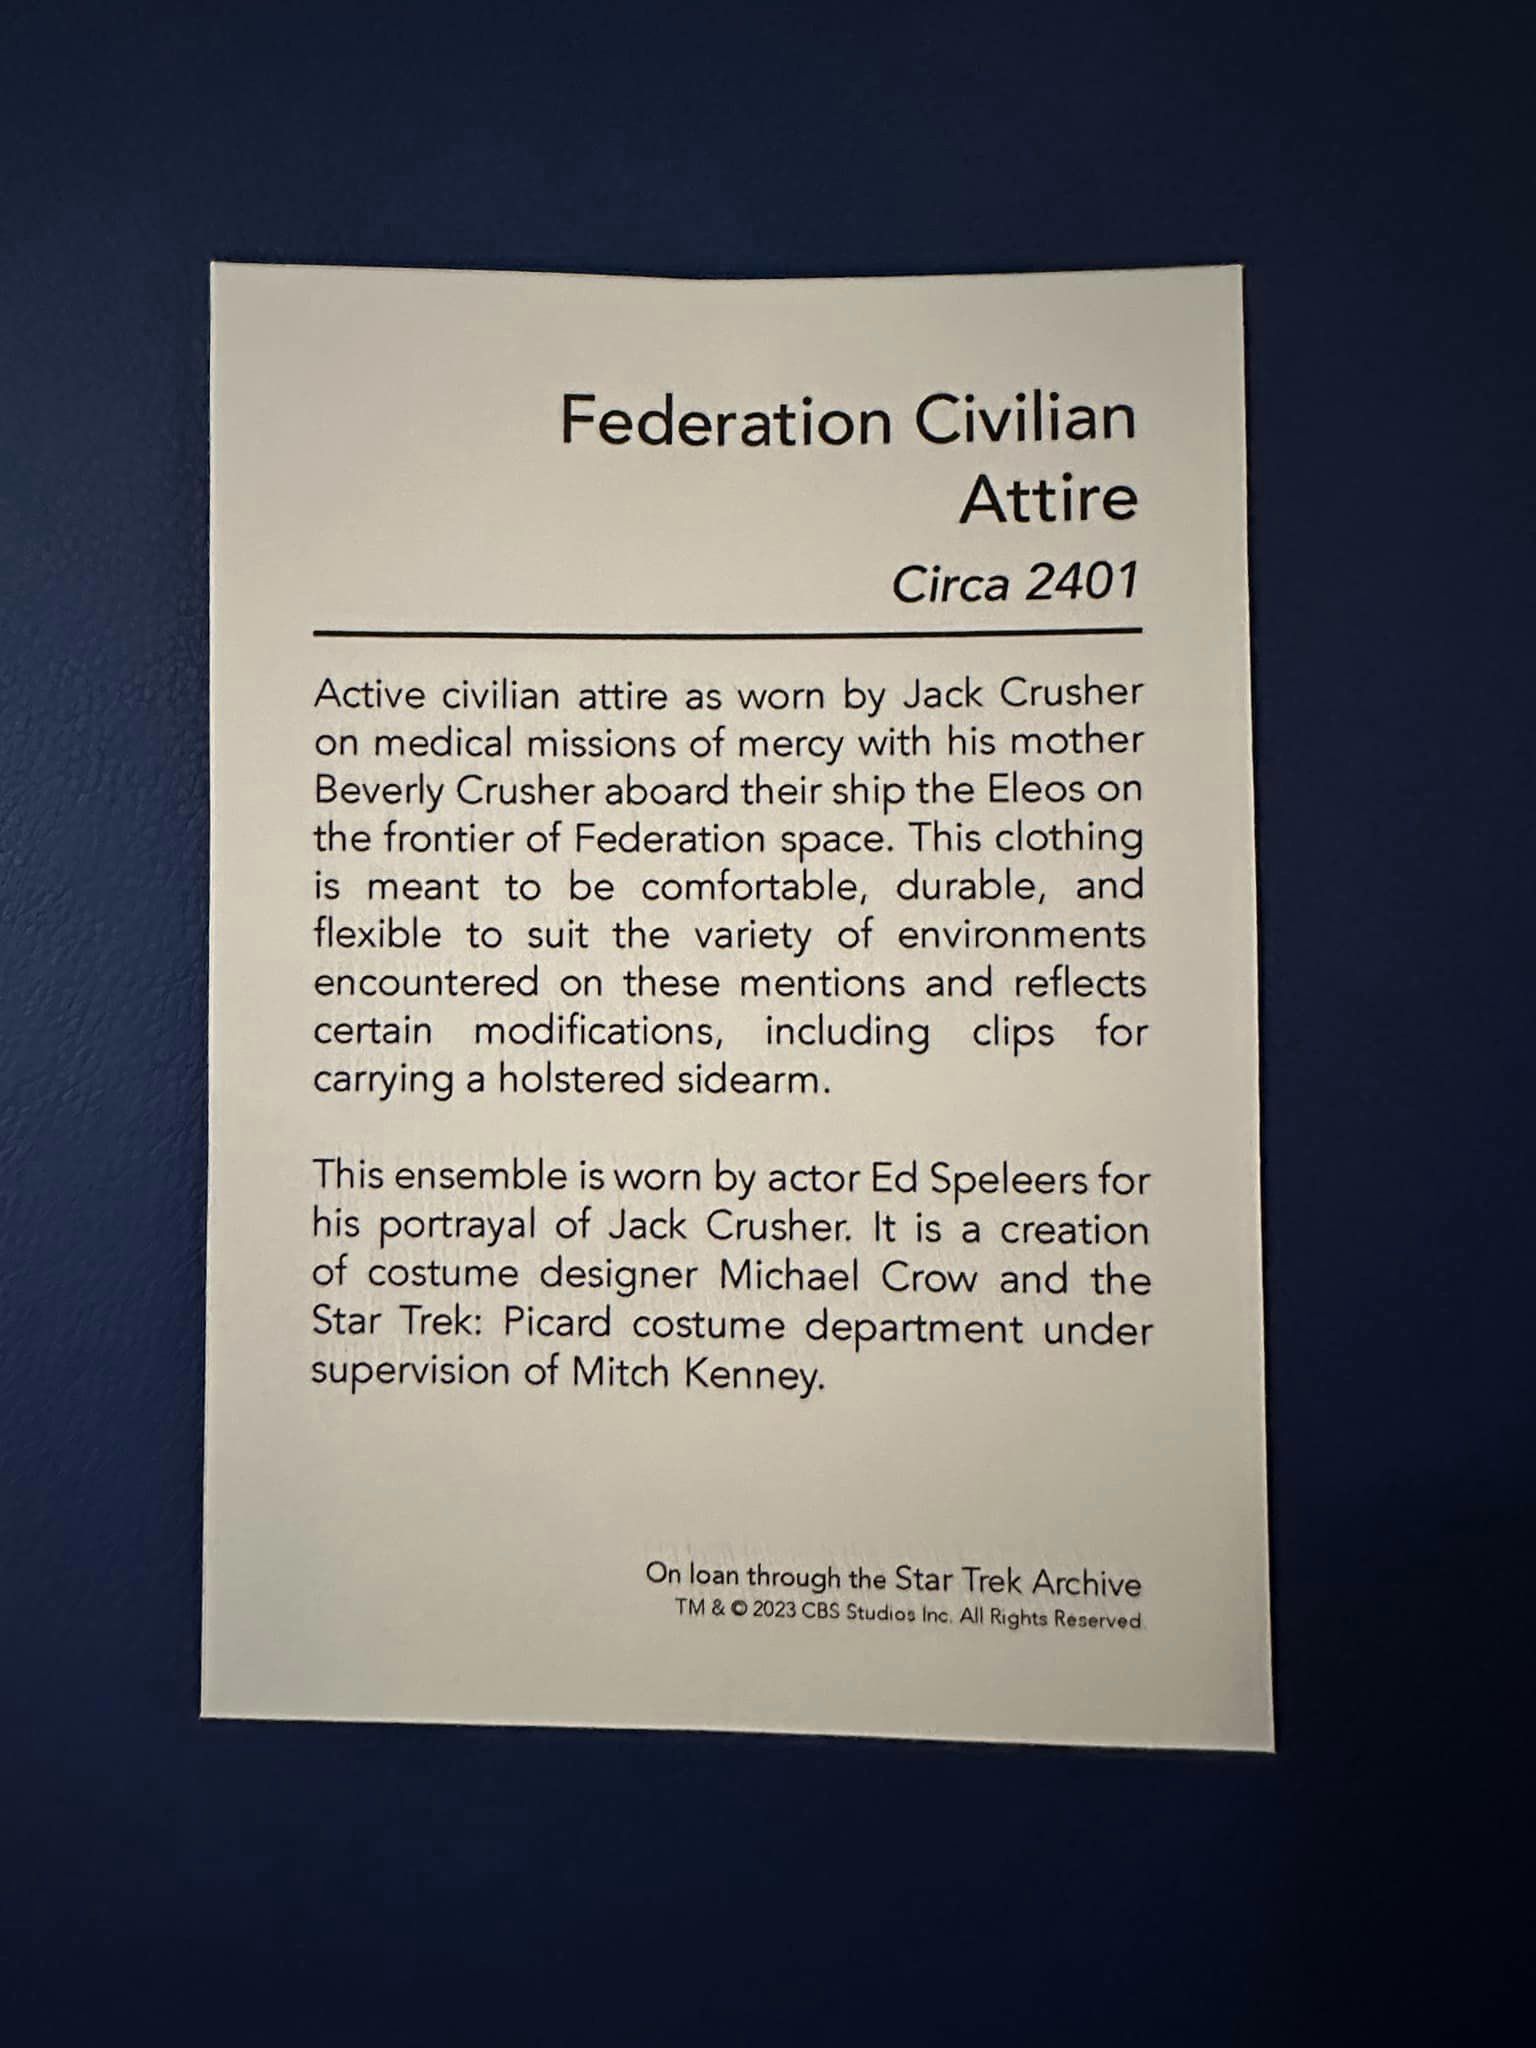 Federation Civilian
Attire
Circa 2401
Active civilian attire as worn by Jack Crusher
on medical missions of mercy with his mother
Beverly Crusher aboard their ship the Eleos on
the frontier of Federation space. This clothing
is meant to be comfortable, durable, and
flexible to suit the variety of environments
encountered on these mentions and reflects
certain modifications, including clips for
carrying a holstered sidearm.
This ensemble is worn by actor Ed Speleers for
his portrayal of Jack Crusher. It is a creation
of costume designer Michael Crow and the
Star Trek: Picard costume department under
supervision of Mitch Kenney.
On loan through the Star Trek Archive
TM & © 2023 CBS Studios Inc. All Rights Reserved.